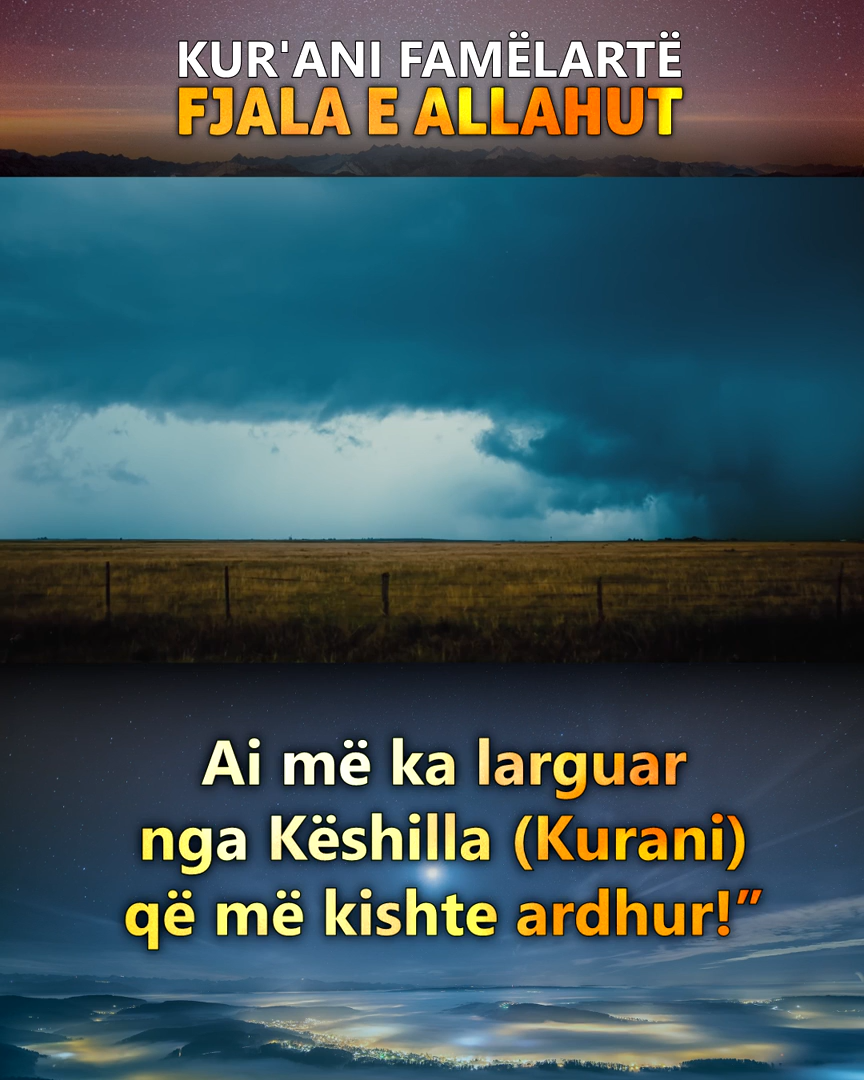 KUR'ANI FAMËLARTË
FJALA E ALLAHUT
Ai më ka larguar
nga Këshilla (Kurani)
që më kishte ardhur!”